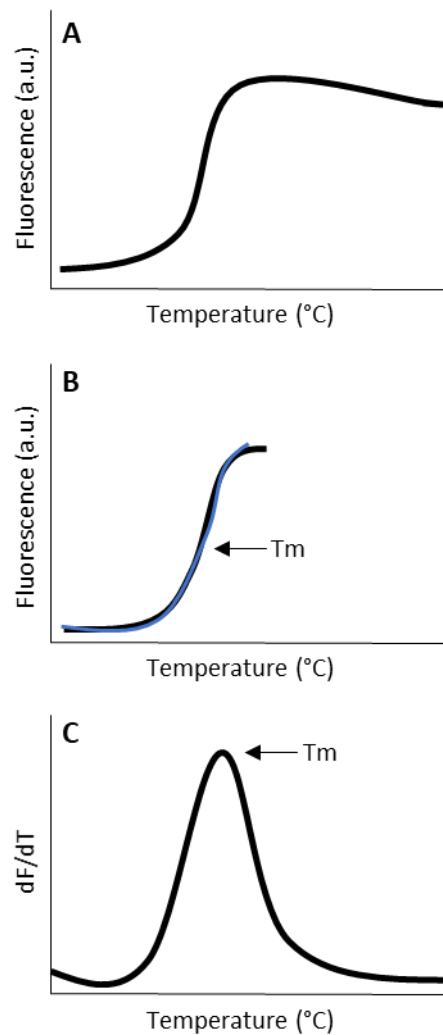 A
Fluorescence (a.u.)
Temperature (°C)
B
Fluorescence (a.u.)
Tm
Temperature (°C)
C
dF/dT
Tm
Temperature (°C)